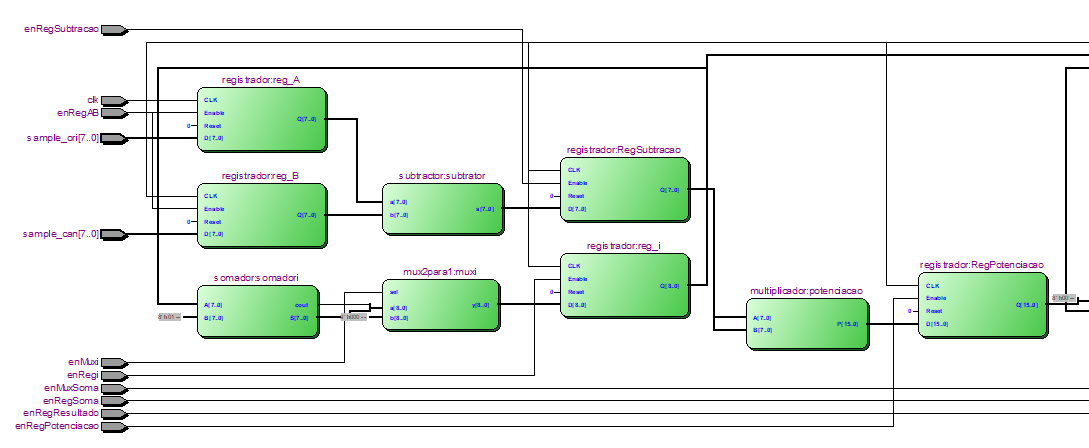 enRegSubtracao
clk
enRegAB
sample_ori[7..0]
sample_can[7..0]
registrador:reg_A
CLK
Enable
0
Reset
D[7..0]
Q[7..0]
registrador:reg_B
CLK
Enable
0
Reset
D[7..0]
Q[7..0]
subtractor:subtrator
a[7..0]
b[7..0]
s[7..0]
registrador:RegSubtracao
CLK
Enable
0
Reset
D[7..0]
Q[7..0]
somador:somadori
A[7..0]
8' h01 --
B[7..0]
cout
S[7..0]
mux2para1:muxi
sel
a[8..0]
9' h000 --
b[8..0]
y[8..0]
registrador:reg_i
CLK
Enable
0
Reset
D[8..0]
Q[8..0]
multiplicador:potenciacao
A[7..0]
B[7..0]
P[15..0]
registrador:RegPotenciacao
CLK
Enable
0
Reset
D[15..0]
Q[15..0]
8' h00 --
enMuxi
enRegi
enMuxSoma
enRegSoma
enRegResultado
enRegPotenciacao